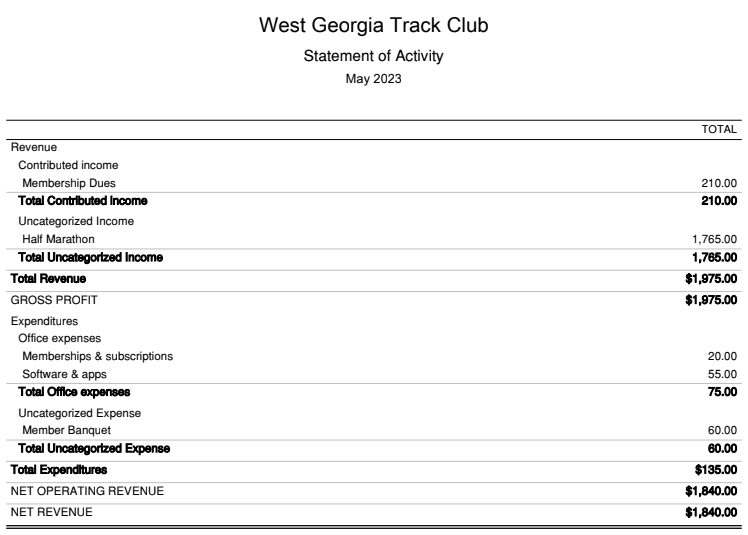 West Georgia Track Club
Statement of Activity
May 2023
TOTAL
Revenue
Contributed income
Membership Dues 210.00
Total Contributed Income 210.00
Uncategorized Income
Half Marathon 1,765.00
Total Uncategorized Income 1,765.00
Total Revenue $1,975.00
GROSS PROFIT $1,975.00
Expenditures
Office expenses
Memberships & subscriptions 20.00
Software & apps 55.00
Total Office expenses 75.00
Uncategorized Expense
Member Banquet 60.00
Total Uncategorized Expense 60.00
Total Expenditures $135.00
NET OPERATING REVENUE $1,840.00
NET REVENUE $1,840.00